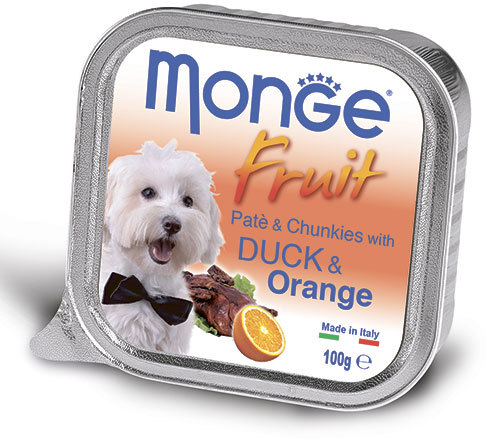 MONGE®
Fruit
Patè & Chunkies with
DUCK &
Orange
Made in Italy
100g ℮